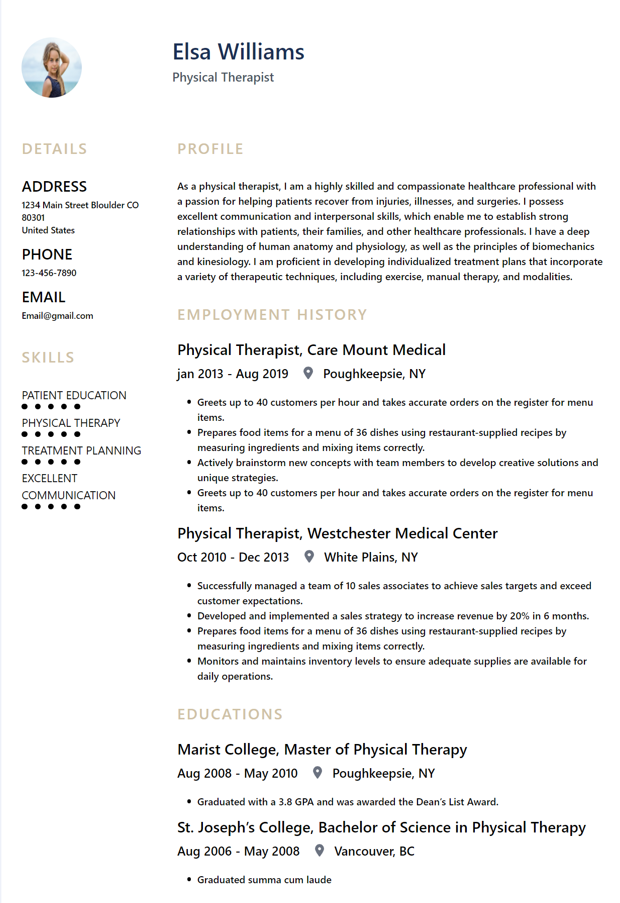 Elsa Williams
Physical Therapist
DETAILS
ADDRESS
1234 Main Street Bloulder CO
80301
United States
PHONE
123-456-7890
EMAIL
Email@gmail.com
SKILLS
PATIENT EDUCATION
PHYSICAL THERAPY
TREATMENT PLANNING
EXCELLENT
COMMUNICATION
PROFILE
As a physical therapist, I am a highly skilled and compassionate healthcare professional with
a passion for helping patients recover from injuries, illnesses, and surgeries. I possess
excellent communication and interpersonal skills, which enable me to establish strong
relationships with patients, their families, and other healthcare professionals. I have a deep
understanding of human anatomy and physiology, as well as the principles of biomechanics
and kinesiology. I am proficient in developing individualized treatment plans that incorporate
a variety of therapeutic techniques, including exercise, manual therapy, and modalities.
EMPLOYMENT HISTORY
Physical Therapist, Care Mount Medical
jan 2013 - Aug 2019 Poughkeepsie, NY
• Greets up to 40 customers per hour and takes accurate orders on the register for menu
items.
• Prepares food items for a menu of 36 dishes using restaurant-supplied recipes by
measuring ingredients and mixing items correctly.
• Actively brainstorm new concepts with team members to develop creative solutions and
unique strategies.
• Greets up to 40 customers per hour and takes accurate orders on the register for menu
items.
Physical Therapist, Westchester Medical Center
Oct 2010 - Dec 2013 White Plains, NY
• Successfully managed a team of 10 sales associates to achieve sales targets and exceed
customer expectations.
• Developed and implemented a sales strategy to increase revenue by 20% in 6 months.
• Prepares food items for a menu of 36 dishes using restaurant-supplied recipes by
measuring ingredients and mixing items correctly.
• Monitors and maintains inventory levels to ensure adequate supplies are available for
daily operations.
EDUCATIONS
Marist College, Master of Physical Therapy
Aug 2008 - May 2010 Poughkeepsie, NY
• Graduated with a 3.8 GPA and was awarded the Dean's List Award.
St. Joseph's College, Bachelor of Science in Physical Therapy
Aug 2006 - May 2008 Vancouver, BC
• Graduated summa cum laude